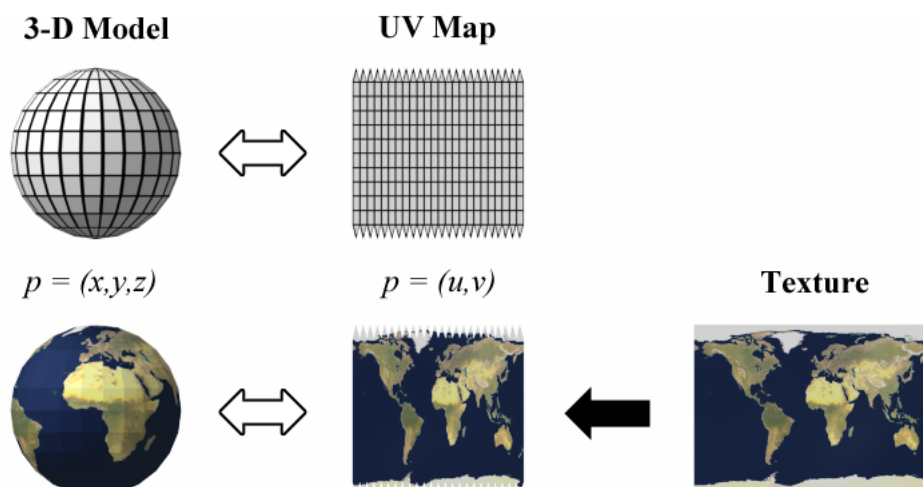 3-D Model
UV Map
p = (x,y,z)
p = (u,v)
Texture